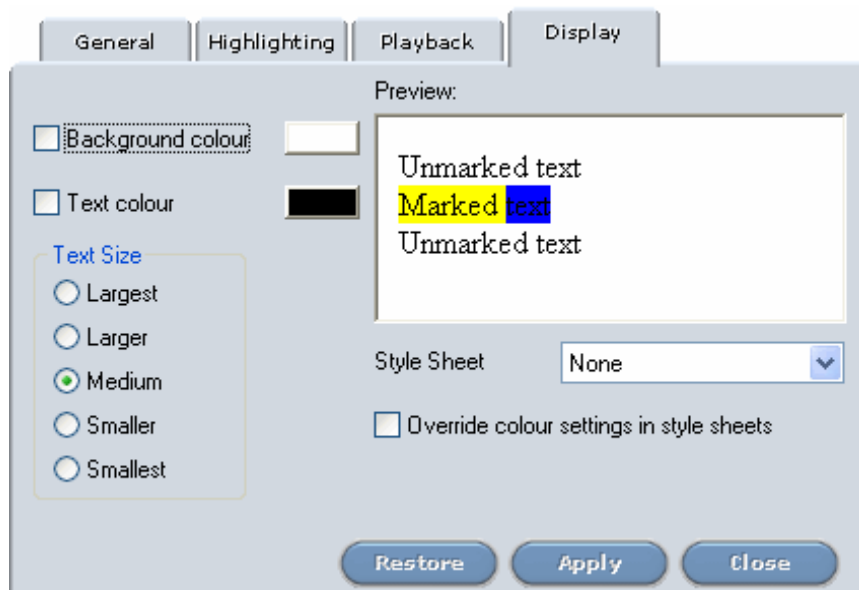 General Highlighting Playback Display
Preview:
Background colour
Text colour
Unmarked text
Marked text
Unmarked text
Text Size
Largest
Larger
Medium
Smaller
Smallest
Style Sheet None
Override colour settings in style sheets
Restore Apply Close